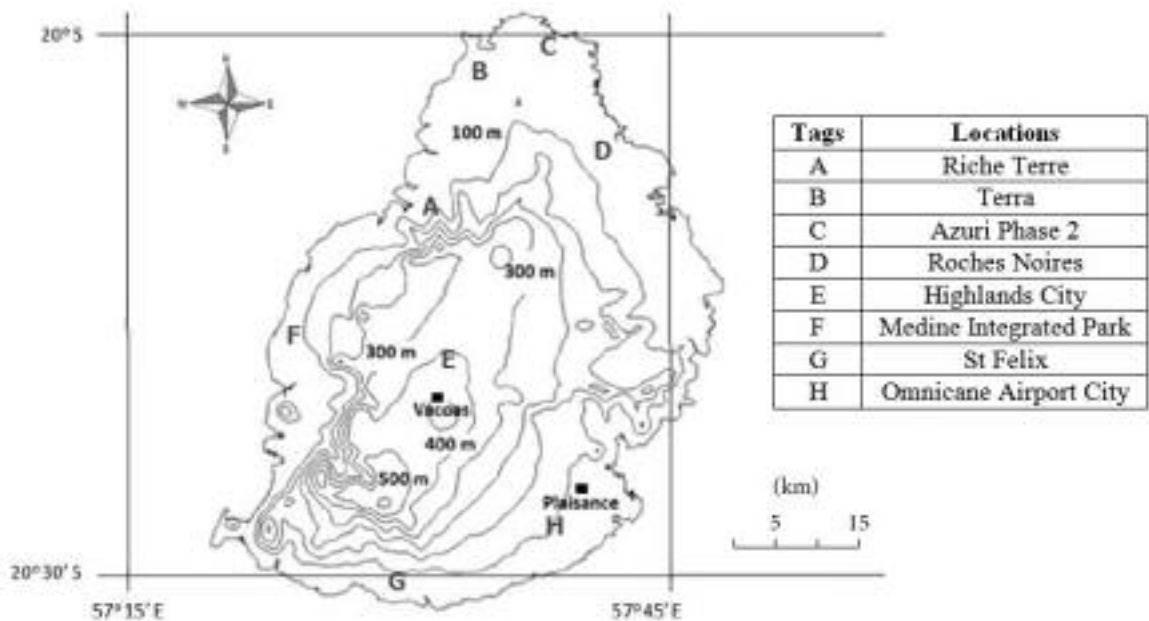 20°5
C
B
100 m
D
A
300 m
F
300 m
E
Vacoas
400 m
500 m
Plaisance
H
G
20°30'5
57°15'E
57°45'E
Tags Locations
A Riche Terre
B Terra
C Azuri Phase 2
D Roches Noires
E Highlands City
F Medine Integrated Park
G St Felix
H Omnicane Airport City
(km)
5 15